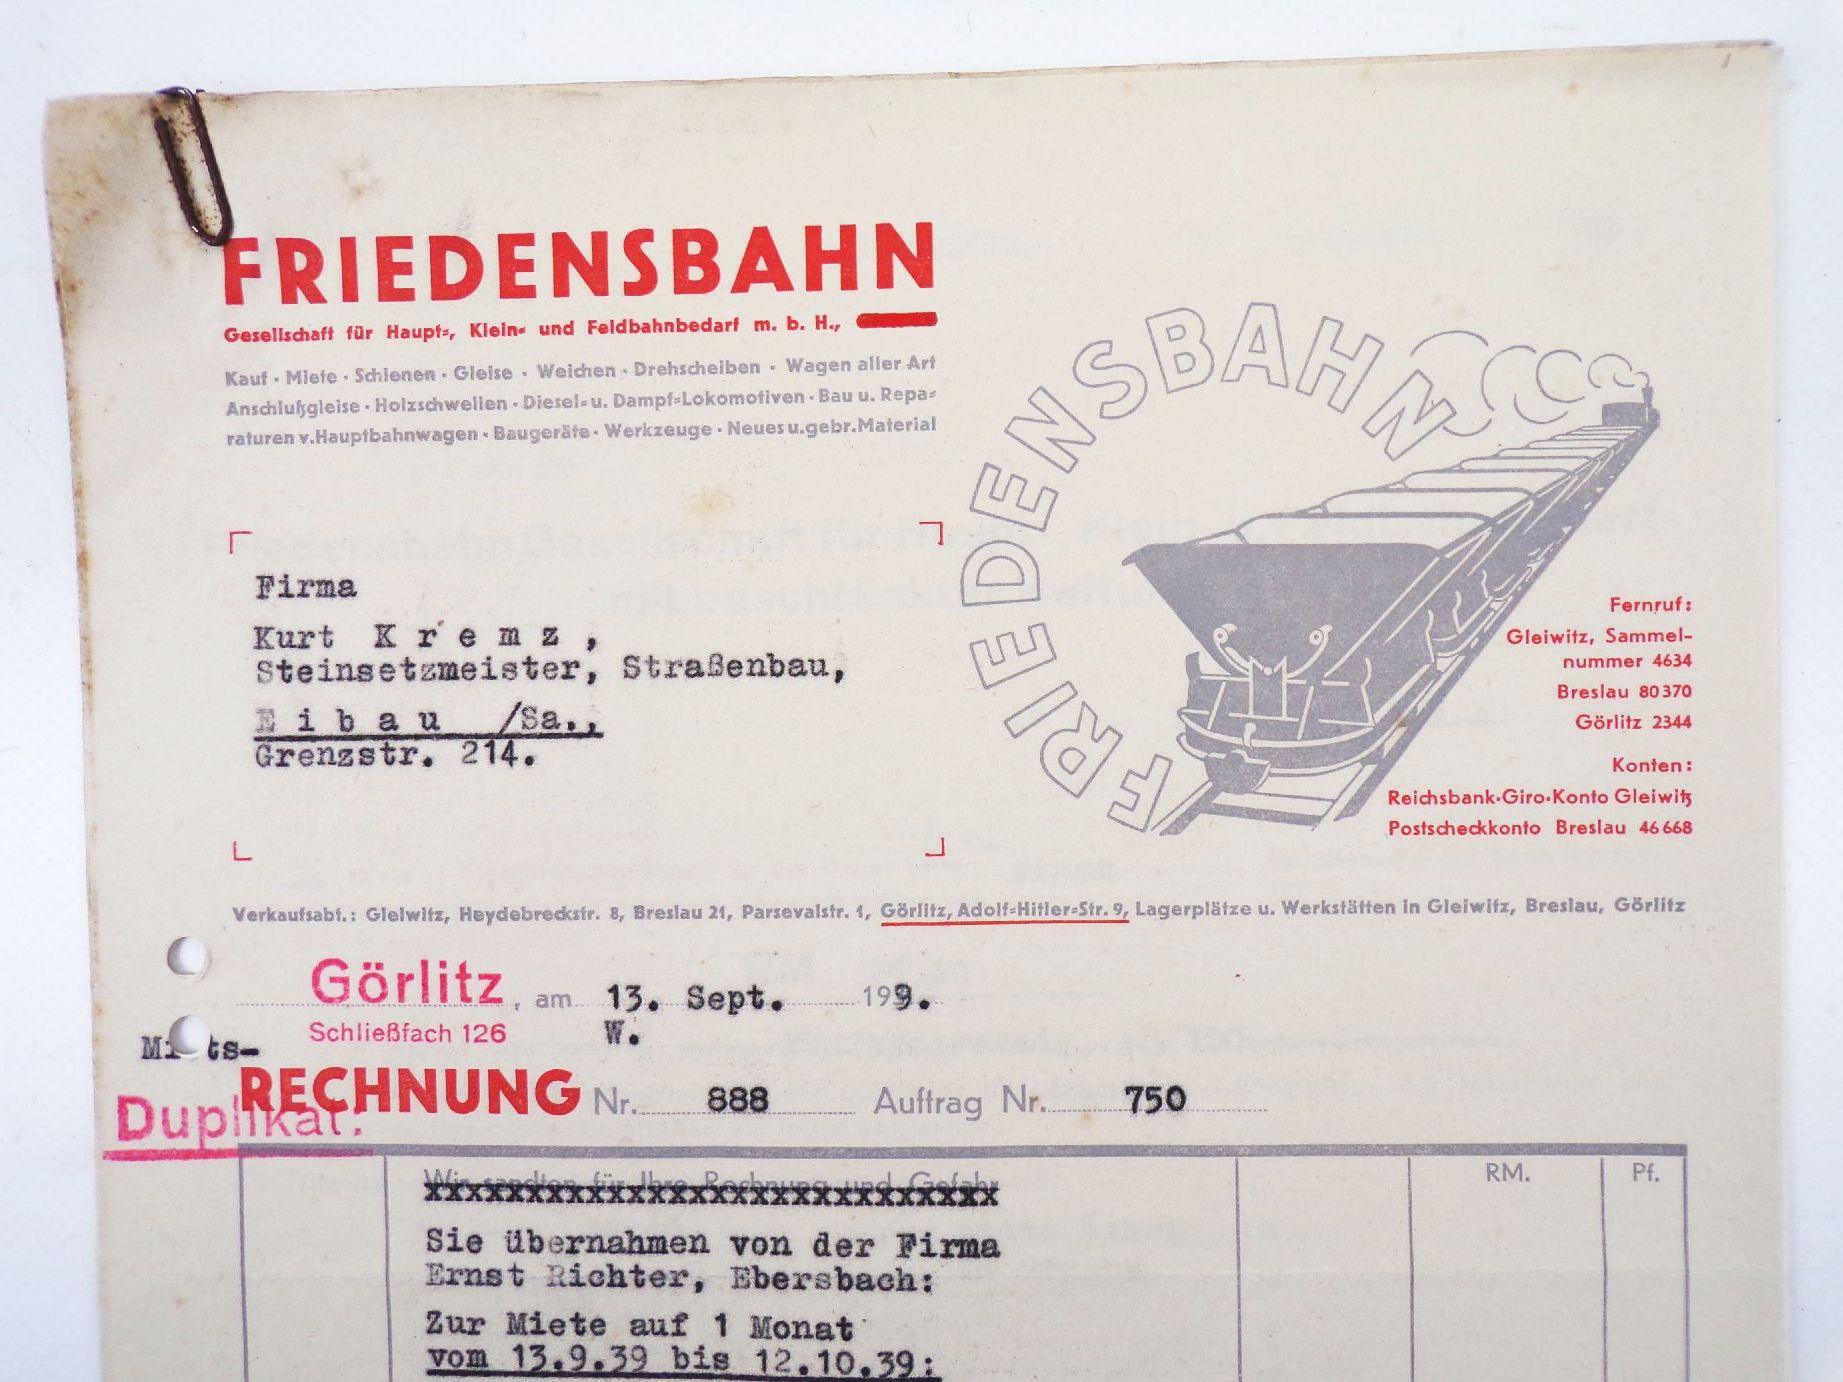 FRIEDENSBAHN
Gesellschaft für Haupt-, Klein- und Feldbahnbedarf m. b. H.,
Kauf · Miete · Schienen · Gleise · Weichen · Drehscheiben · Wagen aller Art
Anschlußgleise · Holzschwellen · Diesel- u. Dampf-Lokomotiven · Bau u. Repa-
raturen v. Hauptbahnwagen · Baugeräte · Werkzeuge · Neues u. gebr. Material
FRIEDENSBAHN
Firma
Kurt K r e m z ,
Steinsetzmeister, Straßenbau,
E i b a u /Sa.,
Grenzstr. 214.
Fernruf:
Gleiwitz, Sammel-
nummer 4634
Breslau 80370
Görlitz 2344
Konten:
Reichsbank-Giro-Konto Gleiwitz
Postscheckkonto Breslau 46668
Verkaufsabt.: Gleiwitz, Heydebreckstr. 8, Breslau 21, Parsevalstr. 1, Görlitz, Adolf-Hitler-Str. 9, Lagerplätze u. Werkstätten in Gleiwitz, Breslau, Görlitz
Görlitz, am 13. Sept. 199.
Schließfach 126 W.
RECHNUNG Nr. 888 Auftrag Nr. 750
Duplikat.
RM. Pf.
Wir sandten für Ihre Rechnung und Gefahr
Sie übernahmen von der Firma
Ernst Richter, Ebersbach:
Zur Miete auf 1 Monat
vom 13.9.39 bis 12.10.39: